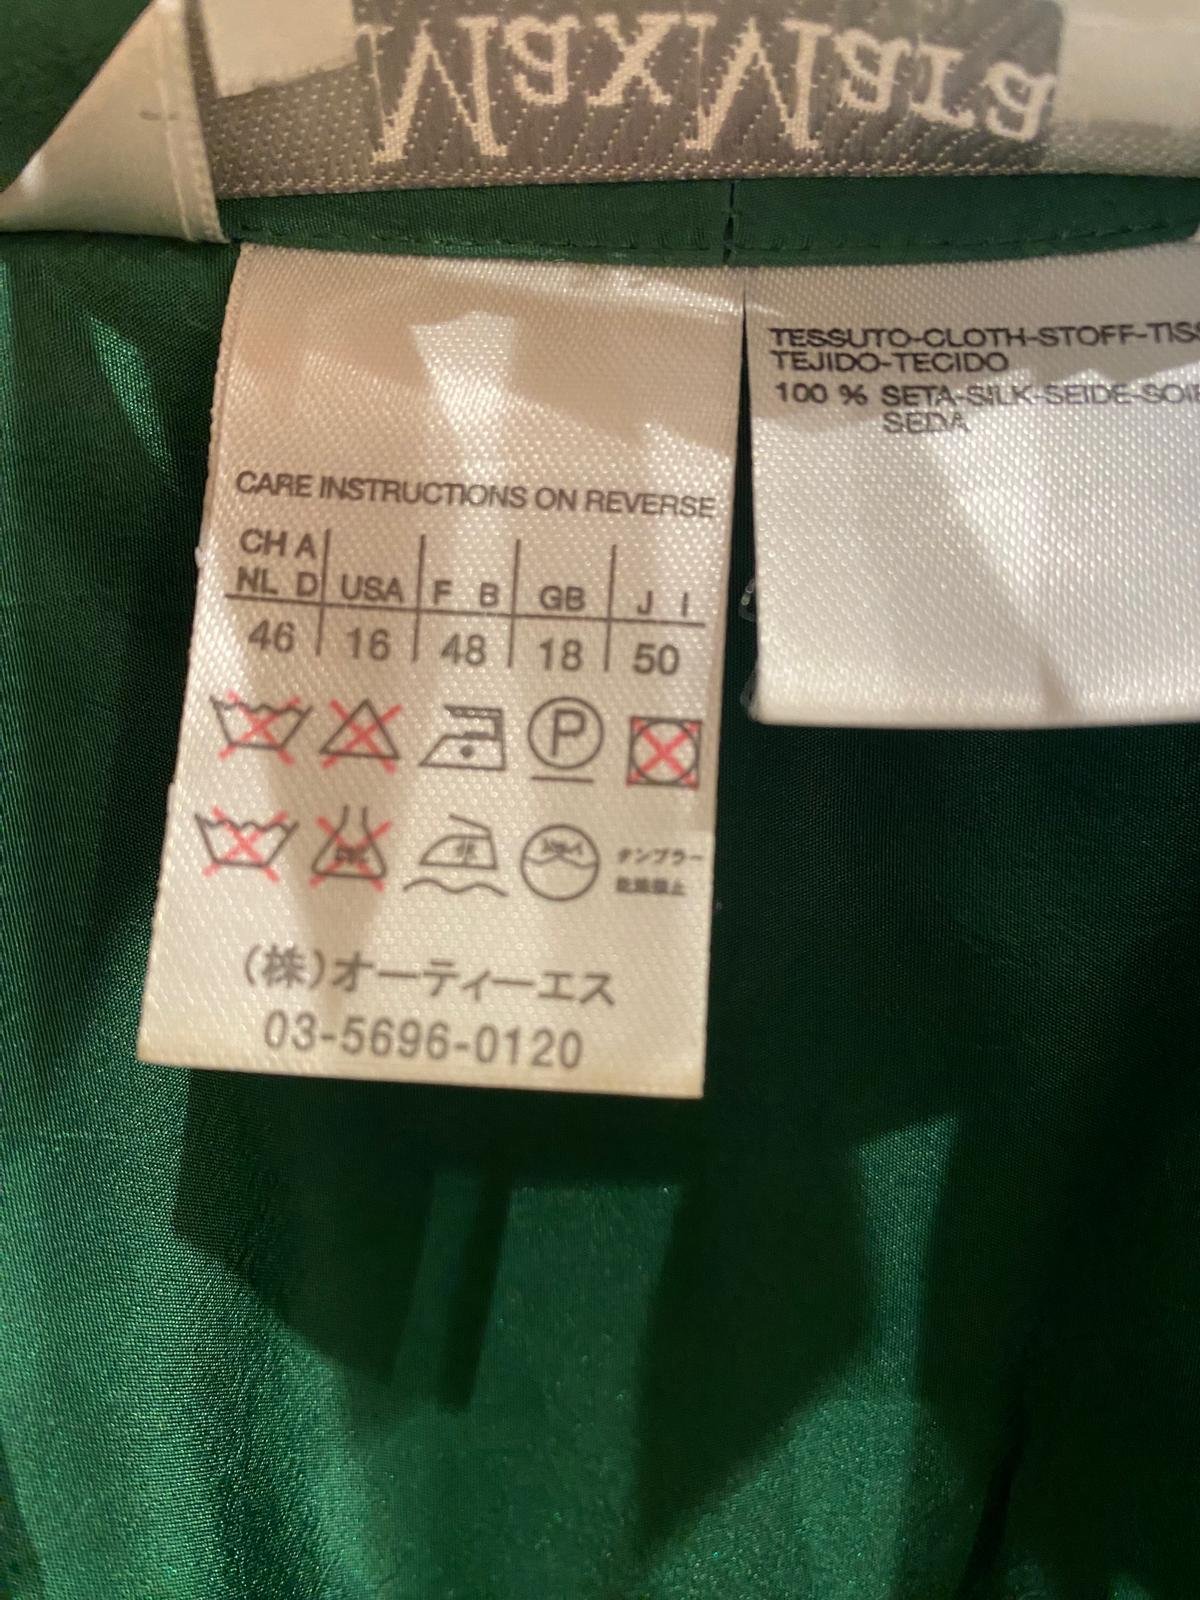 MaxMara
CARE INSTRUCTIONS ON REVERSE
CH A
NL D USA F B GB J I
46 16 48 18 50
P
タンブラー
乾燥禁止
(株)オーティーエス
03-5696-0120
TESSUTO-CLOTH-STOFF-TISS
TEJIDO-TECIDO
100 % SETA-SILK-SEIDE-SOIE
SEDA